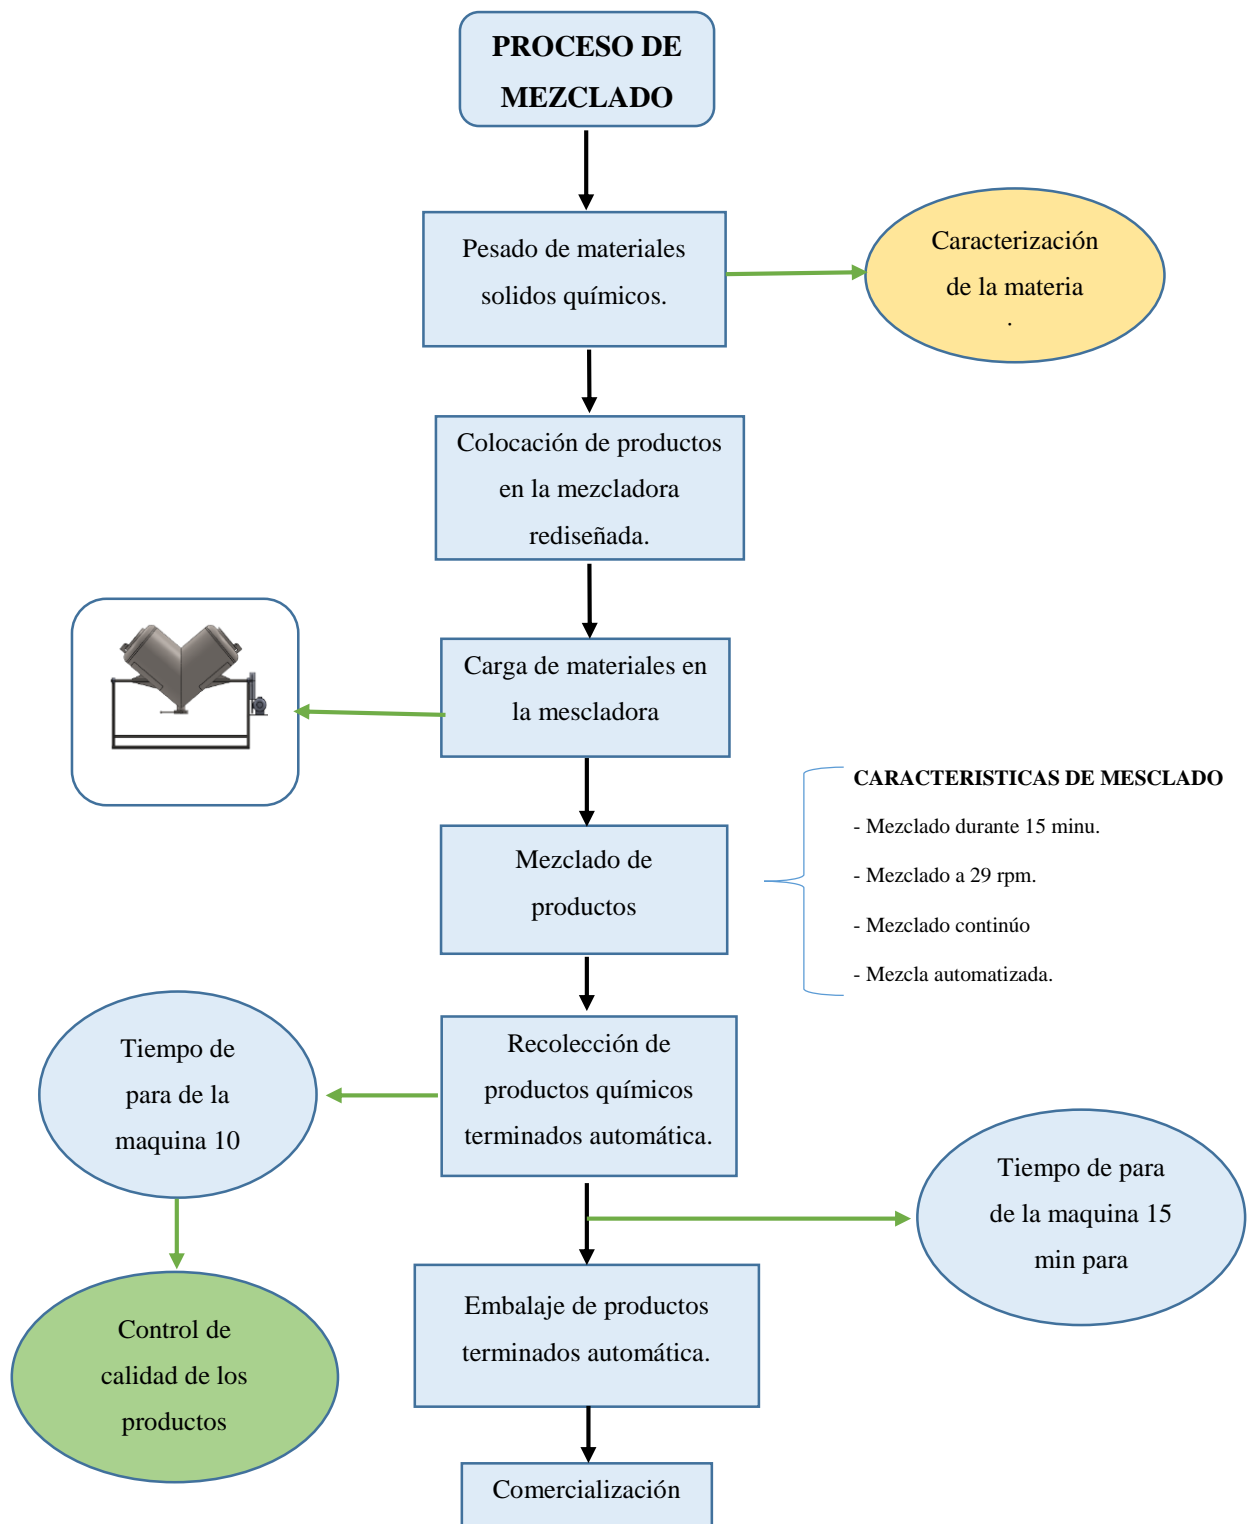 PROCESO DE
MEZCLADO
Pesado de materiales
solidos químicos.
Caracterización
de la materia
.
Colocación de productos
en la mezcladora
rediseñada.
Carga de materiales en
la mescladora
CARACTERISTICAS DE MESCLADO
- Mezclado durante 15 minu.
- Mezclado a 29 rpm.
- Mezclado continúo
- Mezcla automatizada.
Mezclado de
productos
Recolección de
productos químicos
terminados automática.
Tiempo de
para de la
maquina 10
Tiempo de para
de la maquina 15
min para
Control de
calidad de los
productos
Embalaje de productos
terminados automática.
Comercialización